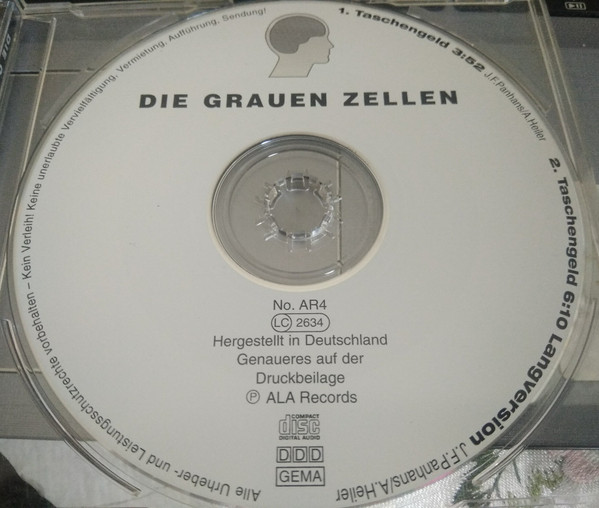 1. Taschengeld 3:52 J.F.Panhans/A.Heiler
2. Taschengeld 6:10 Langversion J.F.Panhans/A.Heiler
DIE GRAUEN ZELLEN
No. AR4
LC 2634
Hergestellt in Deutschland
Genaueres auf der
Druckbeilage
℗ ALA Records
COMPACT
disc
DIGITAL AUDIO
DDD
GEMA
Alle Urheber- und Leistungsschutzrechte vorbehalten – Kein Verleih! Keine unerlaubte Vervielfältigung, Vermietung, Aufführung, Sendung!